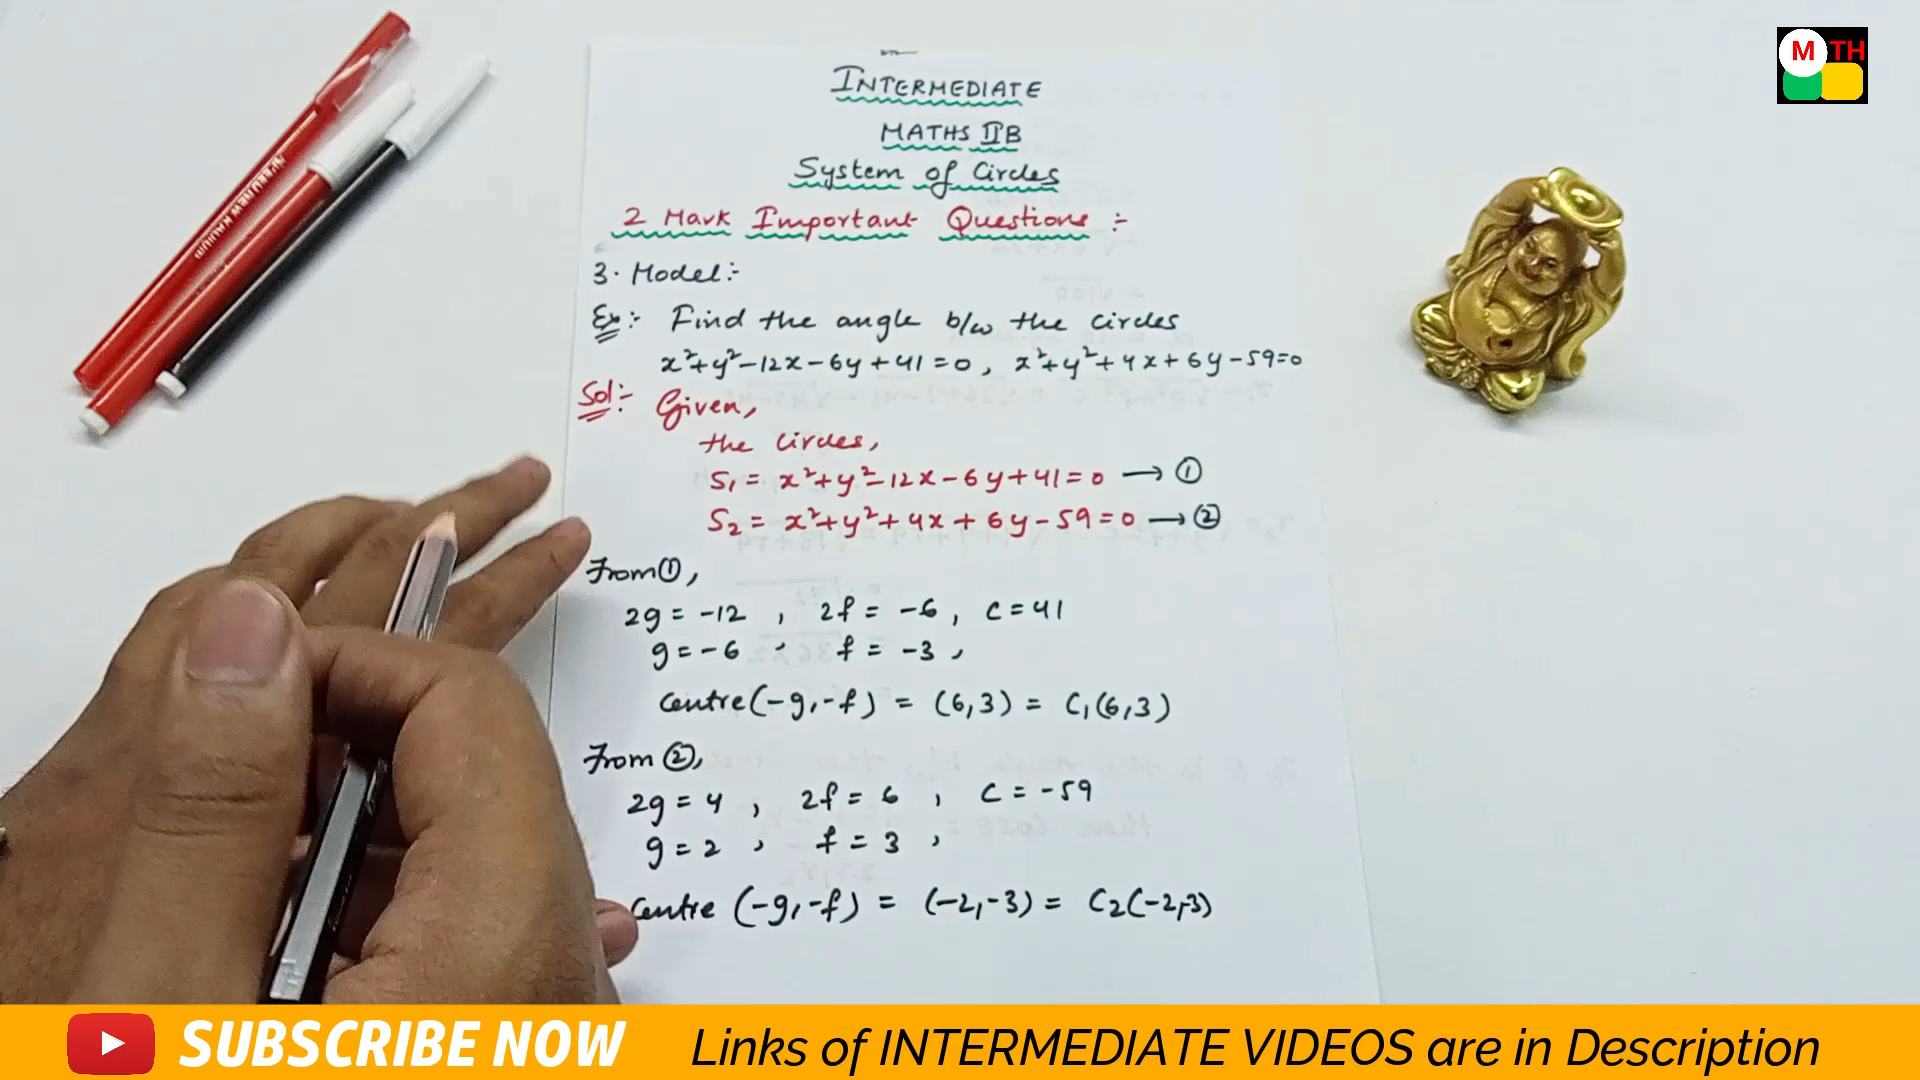 M TH
INTERMEDIATE
MATHS IIB
System of Circles
2 Mark Important Questions :-
3. Model:-
Ex:- Find the angle b/w the circles
x²+y²-12x-6y+41=0, x²+y²+4x+6y-59=0
Sol:- Given,
the circles,
S₁ = x²+y²-12x-6y+41=0 → ①
S₂ = x²+y²+4x+6y-59=0 → ②
From ①,
2g = -12 , 2f = -6, c = 41
g = -6 , f = -3 ,
Centre (-g,-f) = (6,3) = C₁(6,3)
From ②,
2g = 4 , 2f = 6 , c = -59
g = 2 , f = 3 ,
Centre (-g,-f) = (-2,-3) = C₂(-2,-3)
SUBSCRIBE NOW Links of INTERMEDIATE VIDEOS are in Description